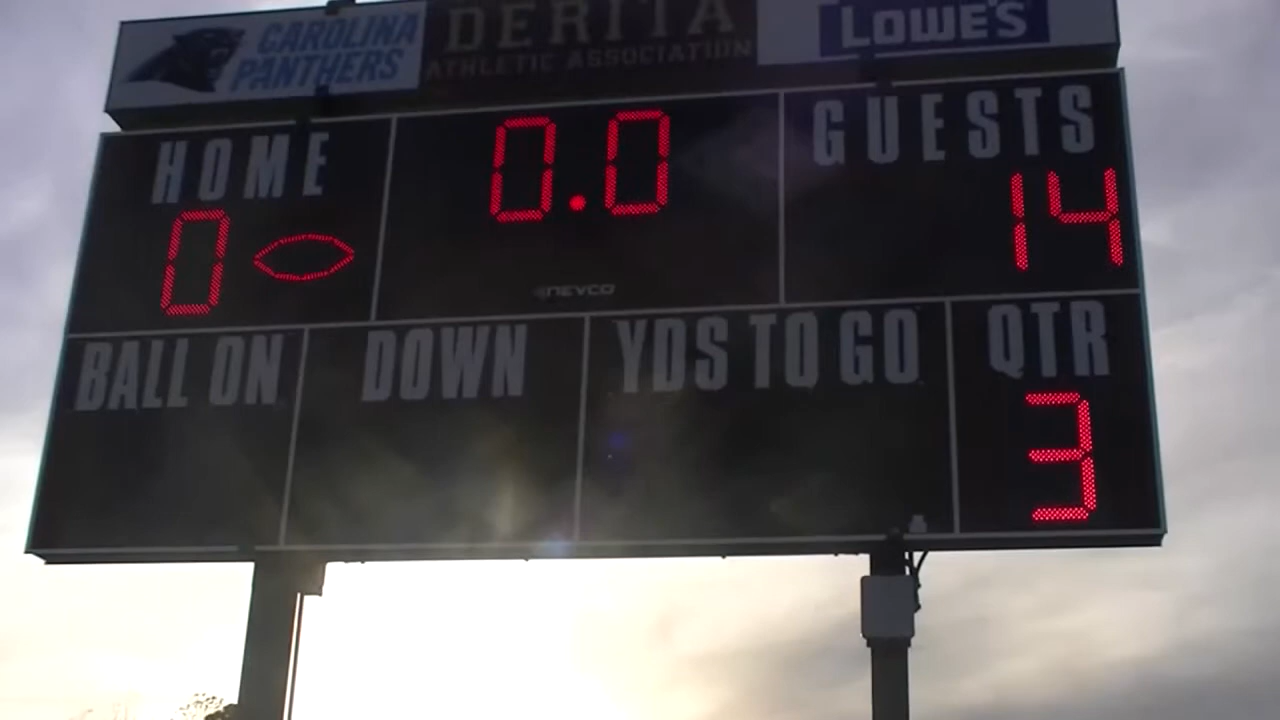 CAROLINA
PANTHERS
DERITA
ATHLETIC ASSOCIATION
LOWE'S
HOME
0
0.0
GUESTS
14
NEVCO
BALL ON
DOWN
YDS TO GO
QTR
3